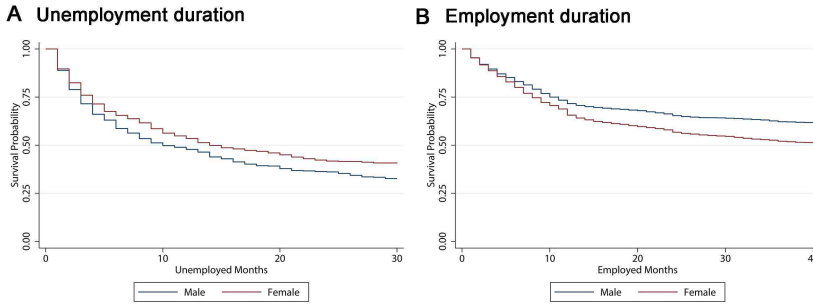 A Unemployment duration
Survival Probability
1.00
0.75
0.50
0.25
0.00
0
10
20
30
Unemployed Months
Male
Female
B Employment duration
Survival Probability
1.00
0.75
0.50
0.25
0.00
0
10
20
30
Employed Months
Male
Female